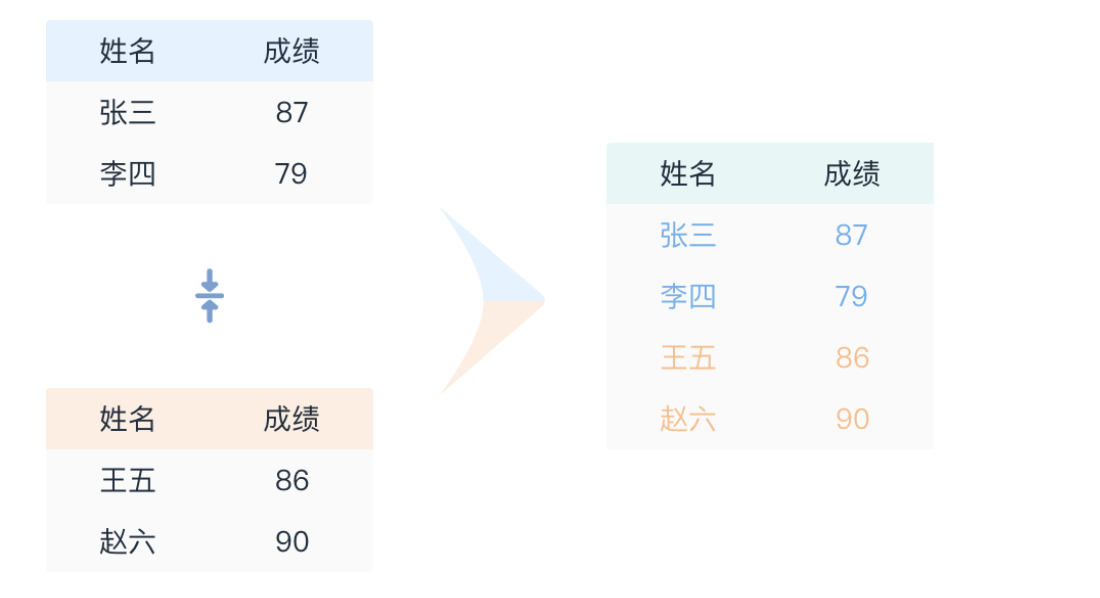 姓名 成绩
张三 87
李四 79
姓名 成绩
王五 86
赵六 90
姓名 成绩
张三 87
李四 79
王五 86
赵六 90